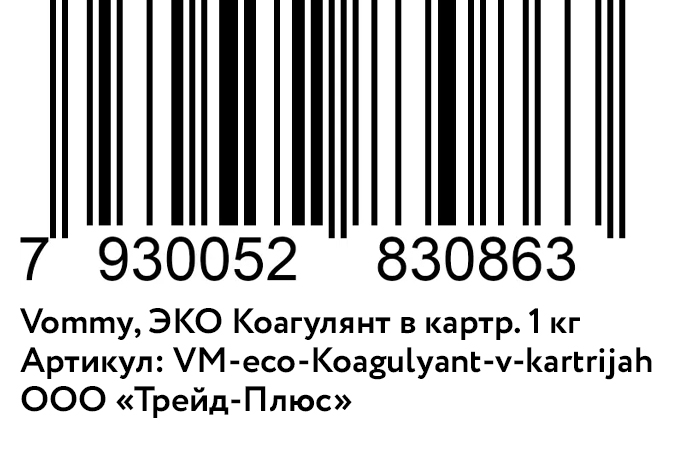 7 930052 830863
Vommy, ЭКО Коагулянт в картр. 1 кг
Артикул: VM-eco-Koagulyant-v-kartrijah
ООО «Трейд-Плюс»